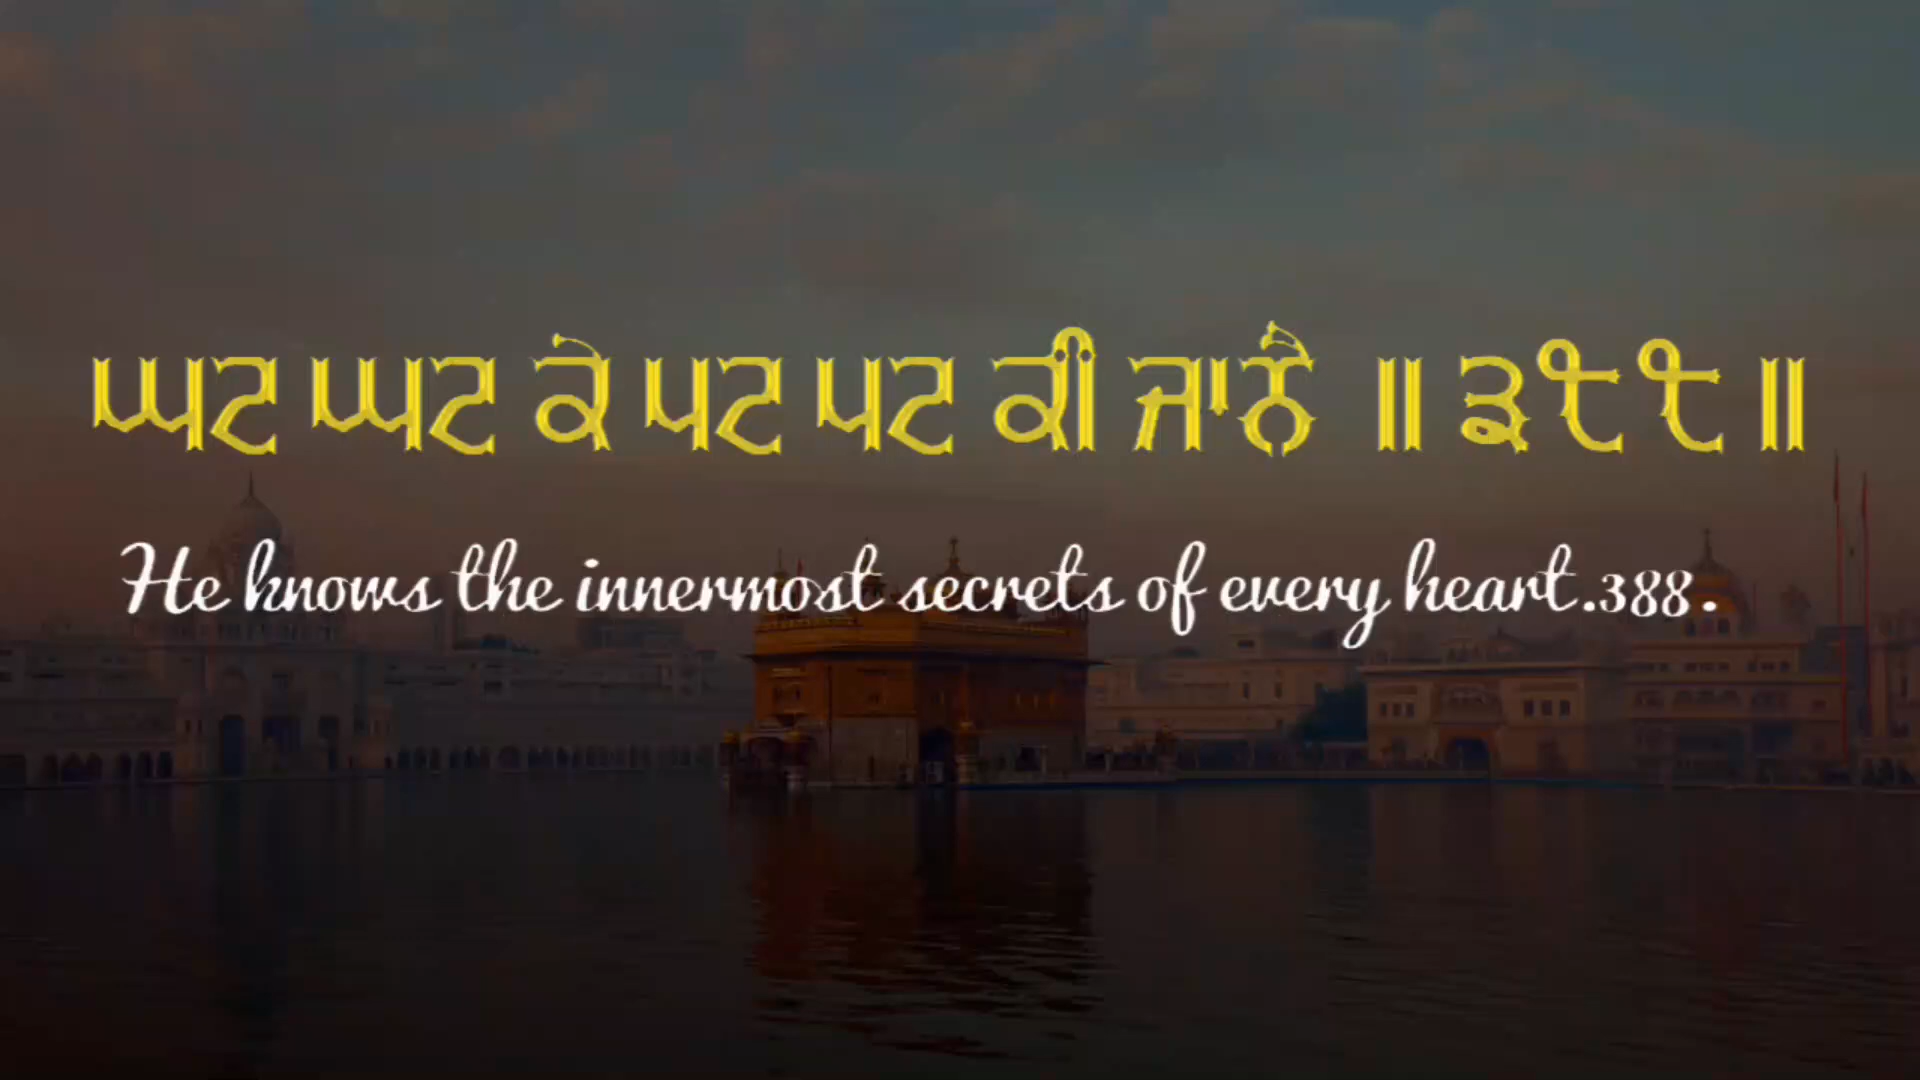 ਘਟ ਘਟ ਕੇ ਪਟ ਪਟ ਕੀ ਜਾਨੈ ॥੩੮੮॥
He knows the innermost secrets of every heart.388.